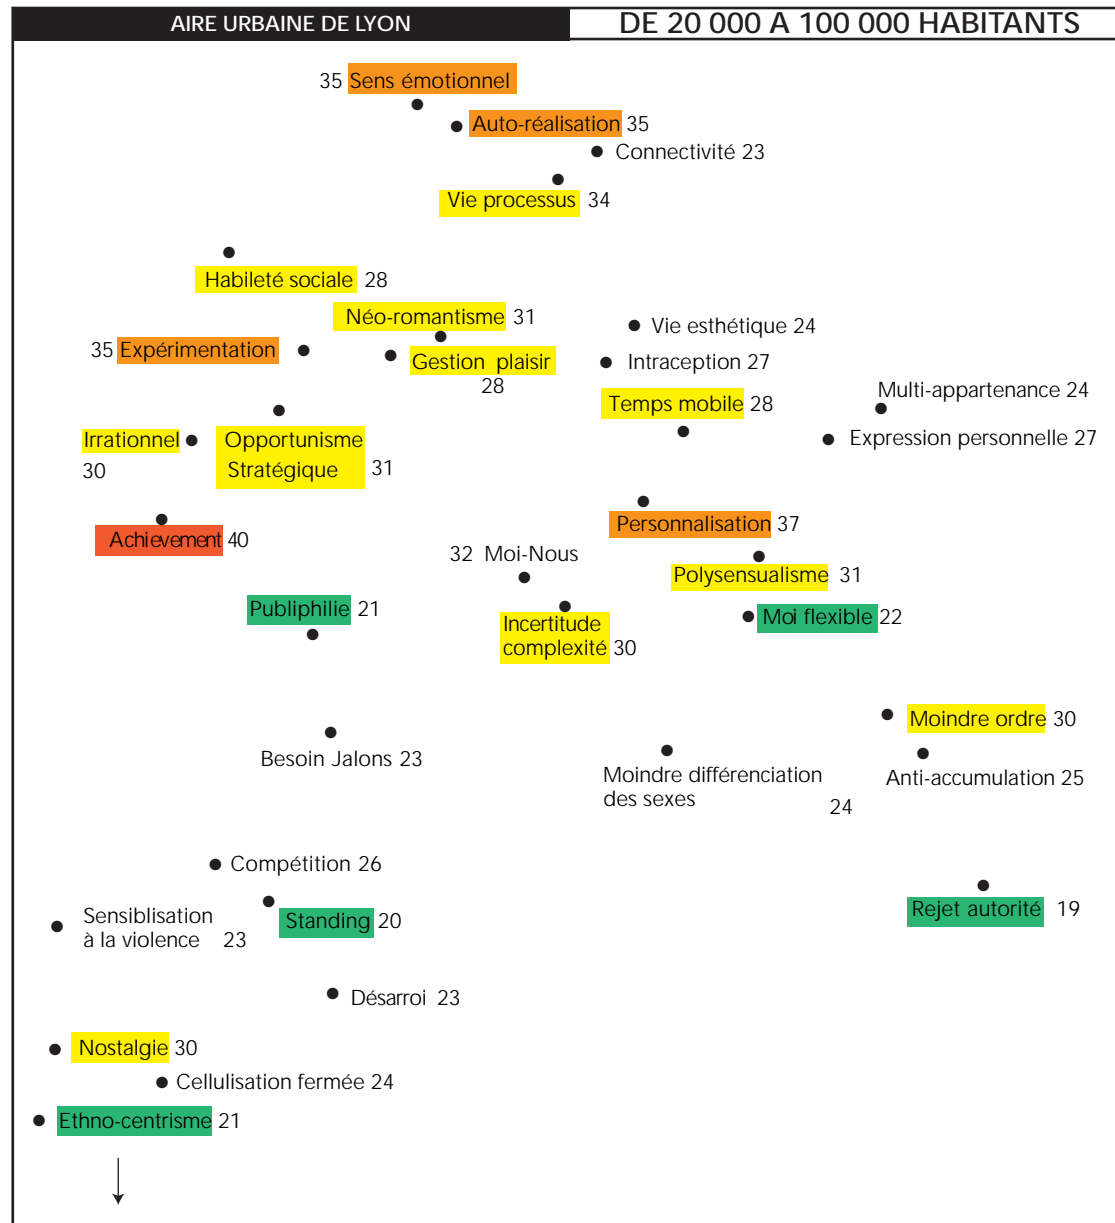 AIRE URBAINE DE LYON
DE 20 000 A 100 000 HABITANTS
35 Sens émotionnel
Auto-réalisation 35
Connectivité 23
Vie processus 34
Habileté sociale 28
Néo-romantisme 31
Vie esthétique 24
35 Expérimentation
Gestion plaisir
28
Intraception 27
Multi-appartenance 24
Temps mobile 28
Irrationnel
30
Opportunisme
Stratégique 31
Expression personnelle 27
Achievement 40
Personnalisation 37
32 Moi-Nous
Polysensualisme 31
Publiphilie 21
Incertitude
complexité 30
Moi flexible 22
Moindre ordre 30
Besoin Jalons 23
Moindre différenciation
des sexes
24
Anti-accumulation 25
Compétition 26
Sensiblisation
à la violence 23
Standing 20
Rejet autorité 19
Désarroi 23
Nostalgie 30
Cellulisation fermée 24
Ethno-centrisme 21